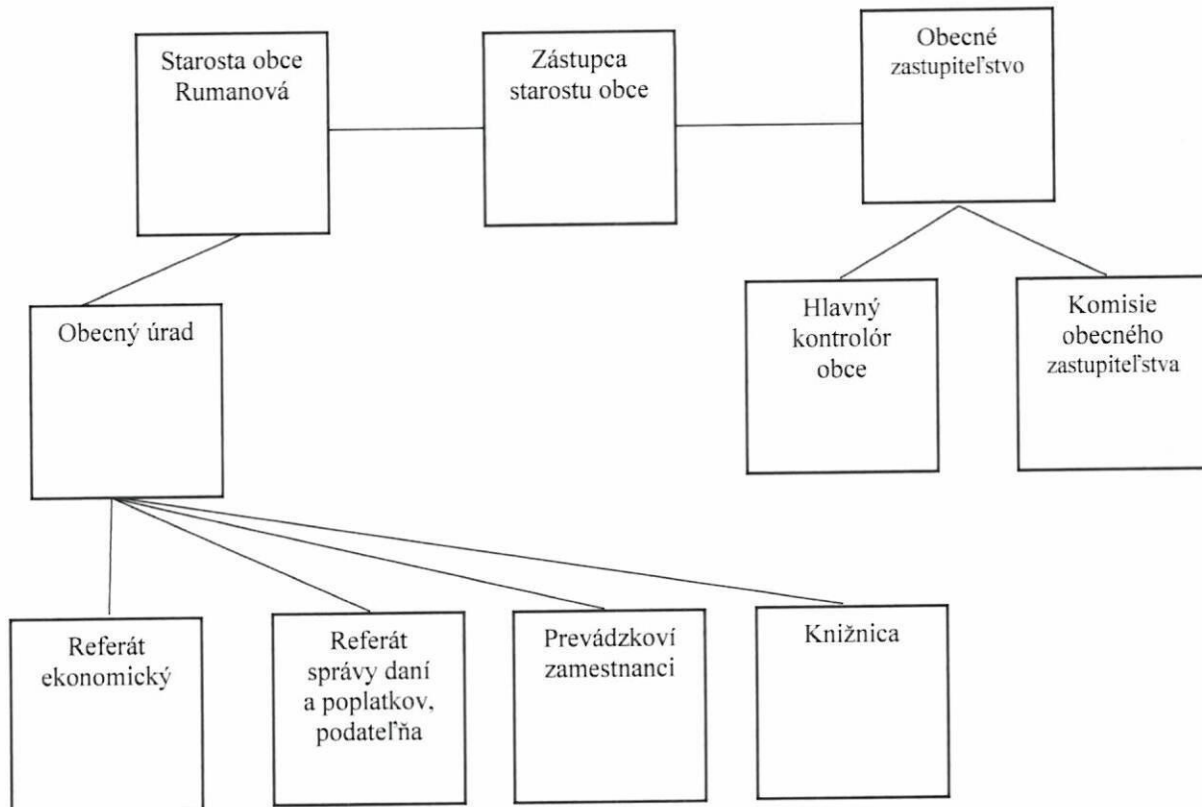 Starosta obce
Rumanová
Zástupca
starostu obce
Obecné
zastupiteľstvo
Obecný úrad
Hlavný
kontrolór
obce
Komisie
obecného
zastupiteľstva
Referát
ekonomický
Referát
správy daní
a poplatkov,
podateľňa
Prevádzkoví
zamestnanci
Knižnica